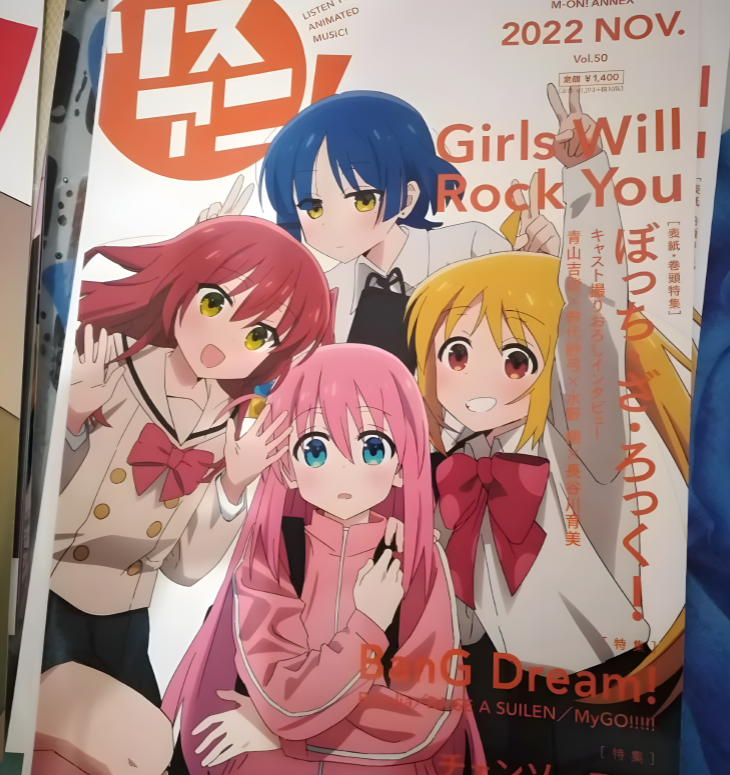 リスアニ!
LISTEN
ANIMATED
MUSIC!
M-ON! ANNEX
2022 NOV.
Vol.50
定価 ¥1,400
Girls Will
Rock You
[表紙・巻頭特集]
ぼっち・ざ・ろっく!
キャスト撮りおろしインタビュー
青山吉 × 水野 × 長谷川育美
[特集]
BanG Dream!
A SUILEN／MyGO!!!!!
[特集]